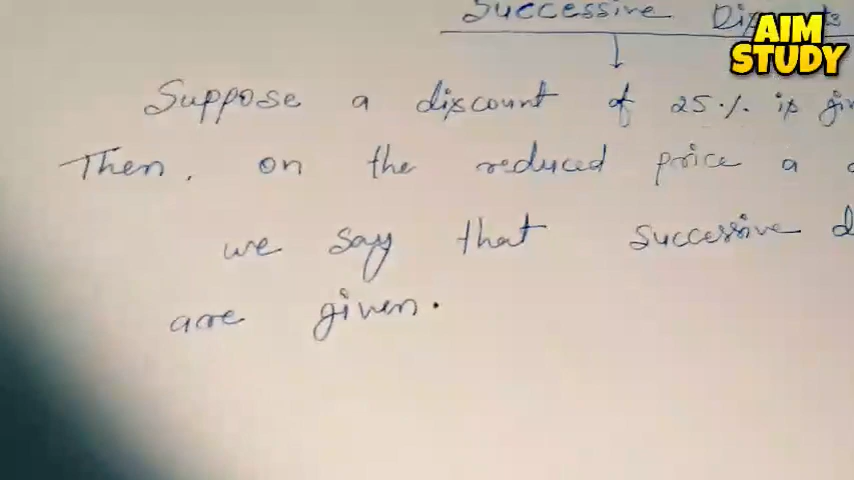 Successive
AIM
STUDY
Suppose a discount of 25% is
Then, on the reduced price a
we say that successive
are given.